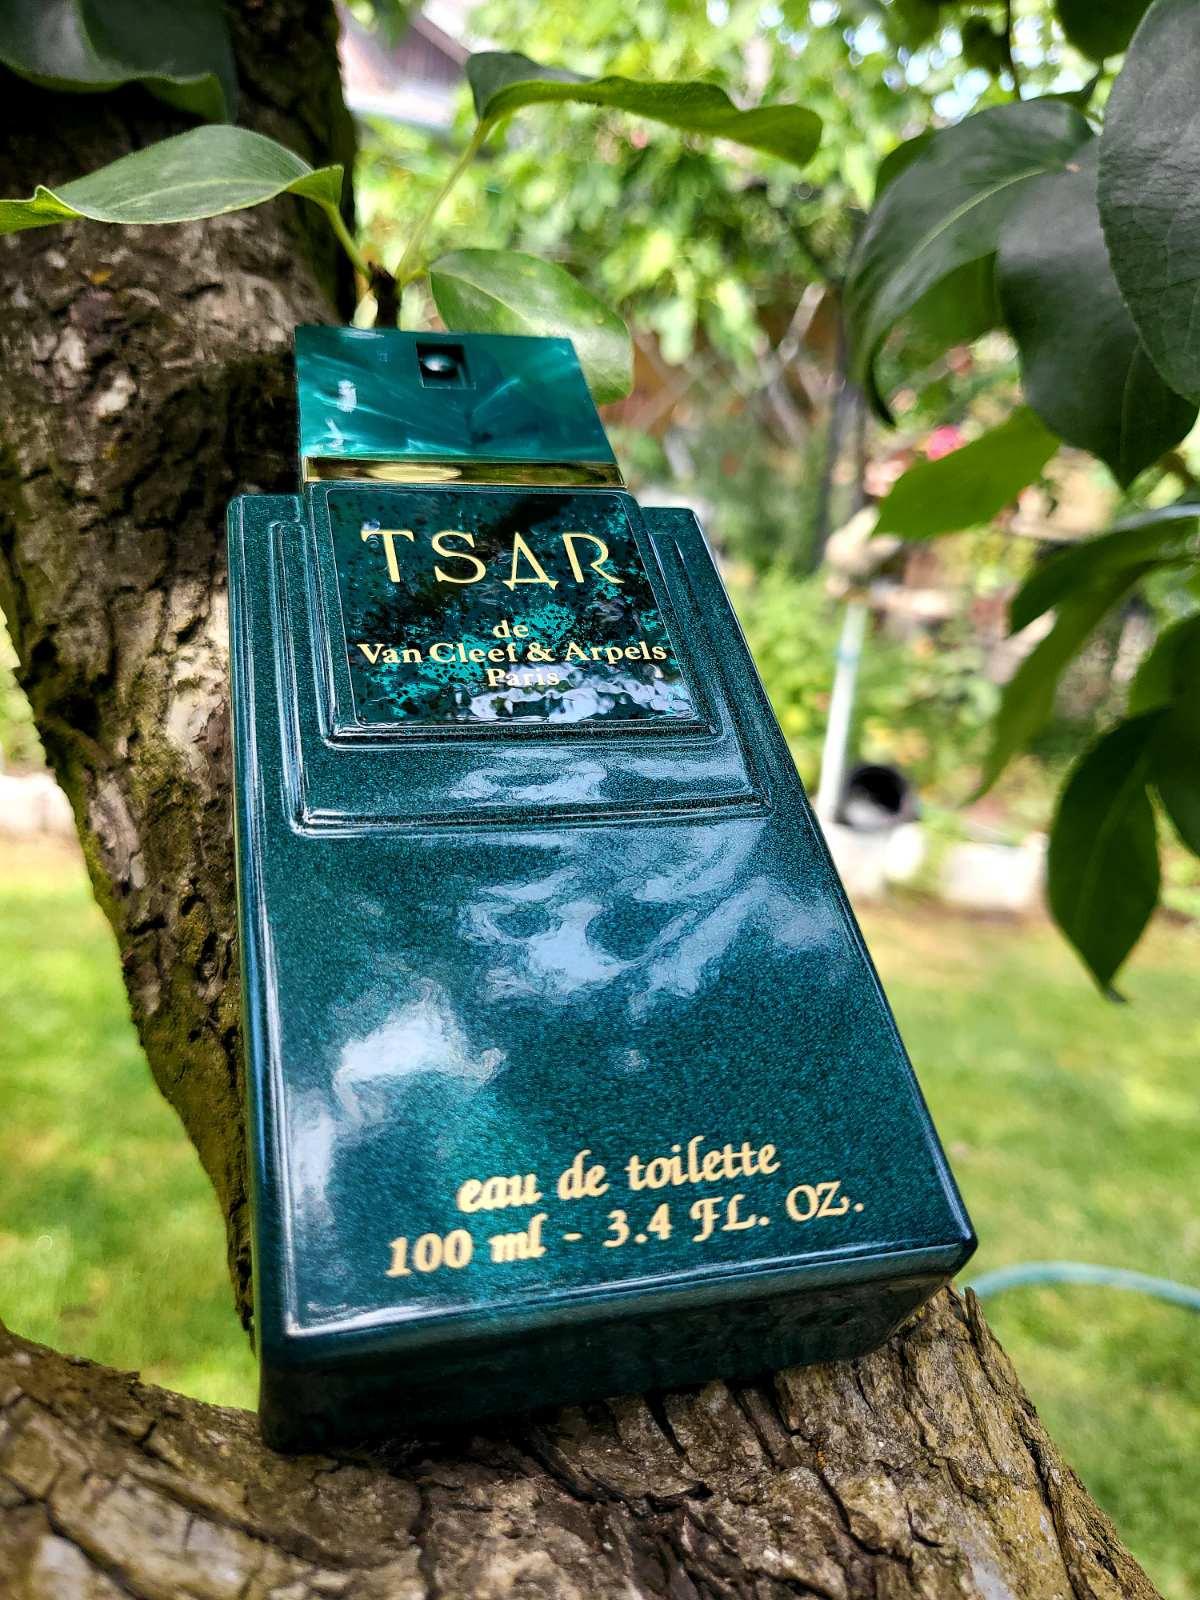 TSAR
de
Van Cleef & Arpels
Paris
eau de toilette
100 ml - 3.4 FL. OZ.